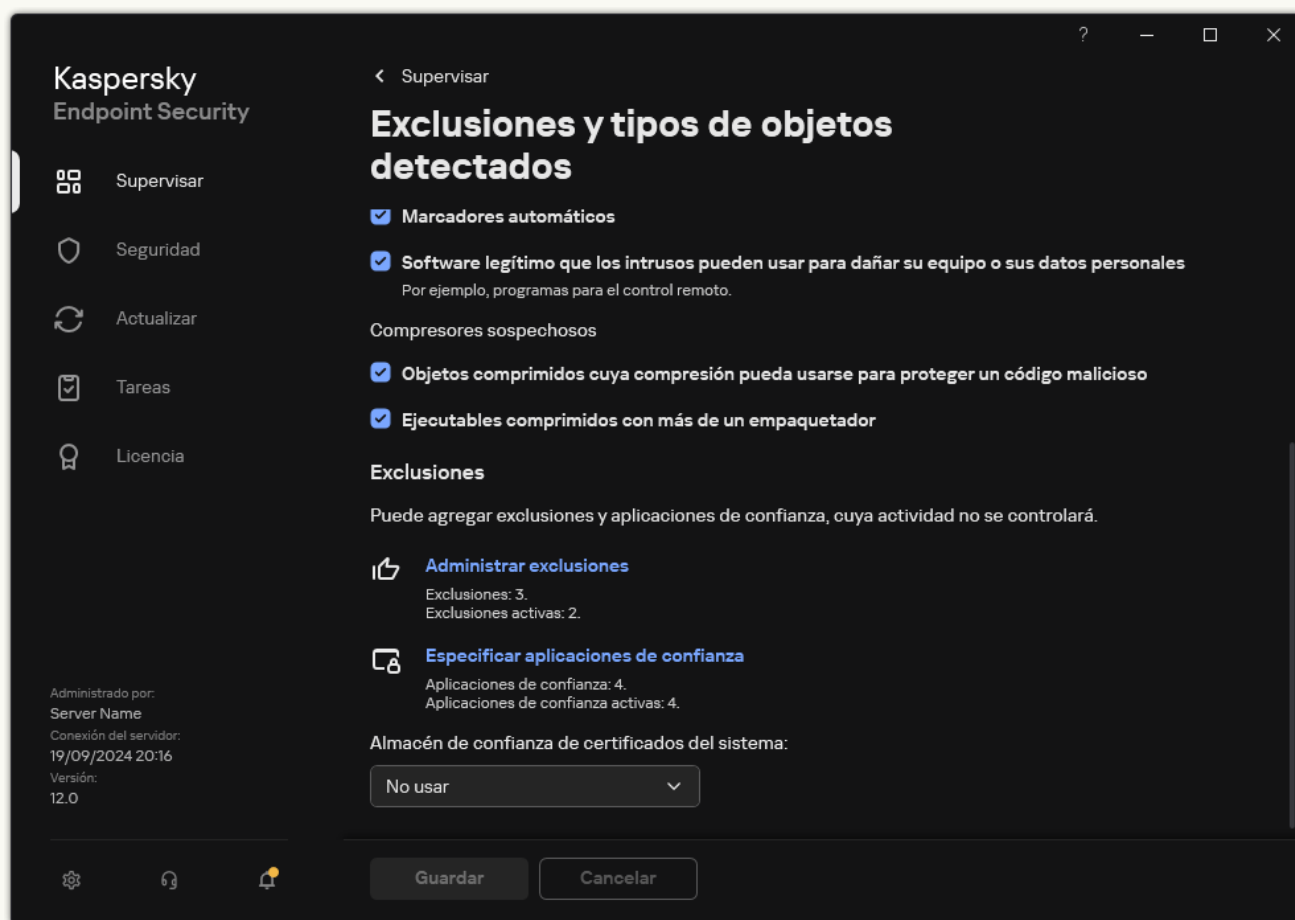 ?
Kaspersky
Endpoint Security
Supervisar
Seguridad
Actualizar
Tareas
Licencia
Administrado por:
Server Name
Conexión del servidor:
19/09/2024 20:16
Versión:
12.0
Supervisar
Exclusiones y tipos de objetos
detectados
Marcadores automáticos
Software legítimo que los intrusos pueden usar para dañar su equipo o sus datos personales
Por ejemplo, programas para el control remoto.
Compresores sospechosos
Objetos comprimidos cuya compresión pueda usarse para proteger un código malicioso
Ejecutables comprimidos con más de un empaquetador
Exclusiones
Puede agregar exclusiones y aplicaciones de confianza, cuya actividad no se controlará.
Administrar exclusiones
Exclusiones: 3.
Exclusiones activas: 2.
Especificar aplicaciones de confianza
Aplicaciones de confianza: 4.
Aplicaciones de confianza activas: 4.
Almacén de confianza de certificados del sistema:
No usar
Guardar
Cancelar